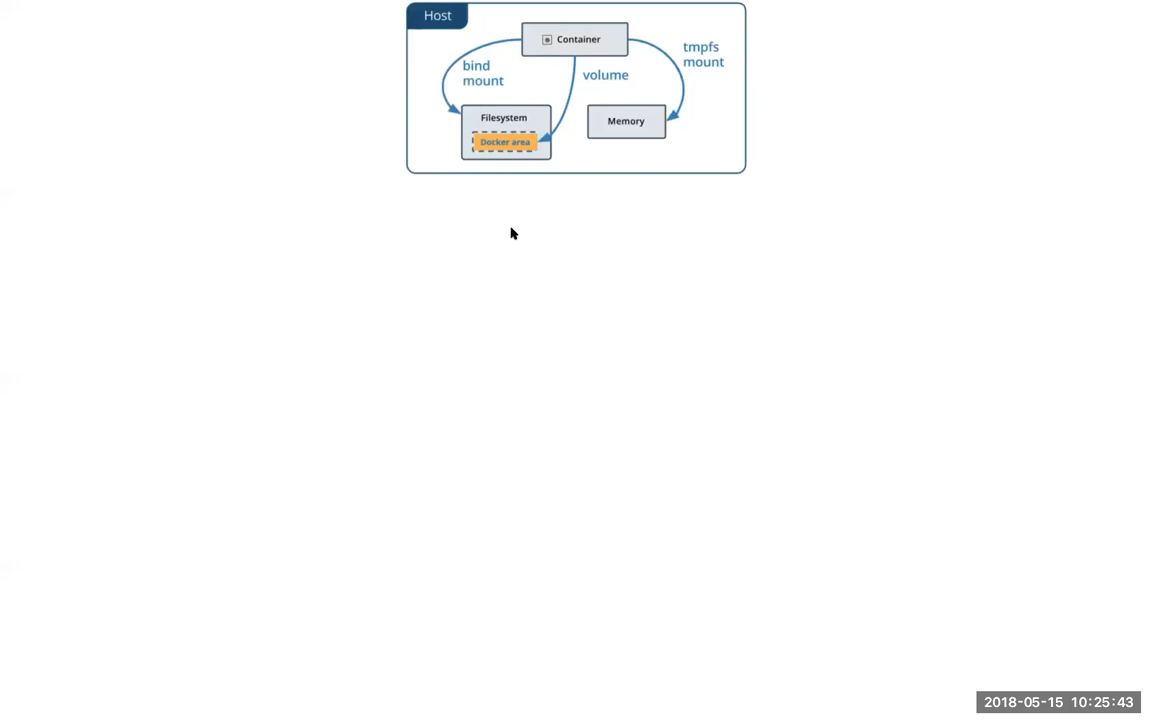 Host
Container
bind
mount
volume
tmpfs
mount
Filesystem
Docker area
Memory
2018-05-15 10:25:43